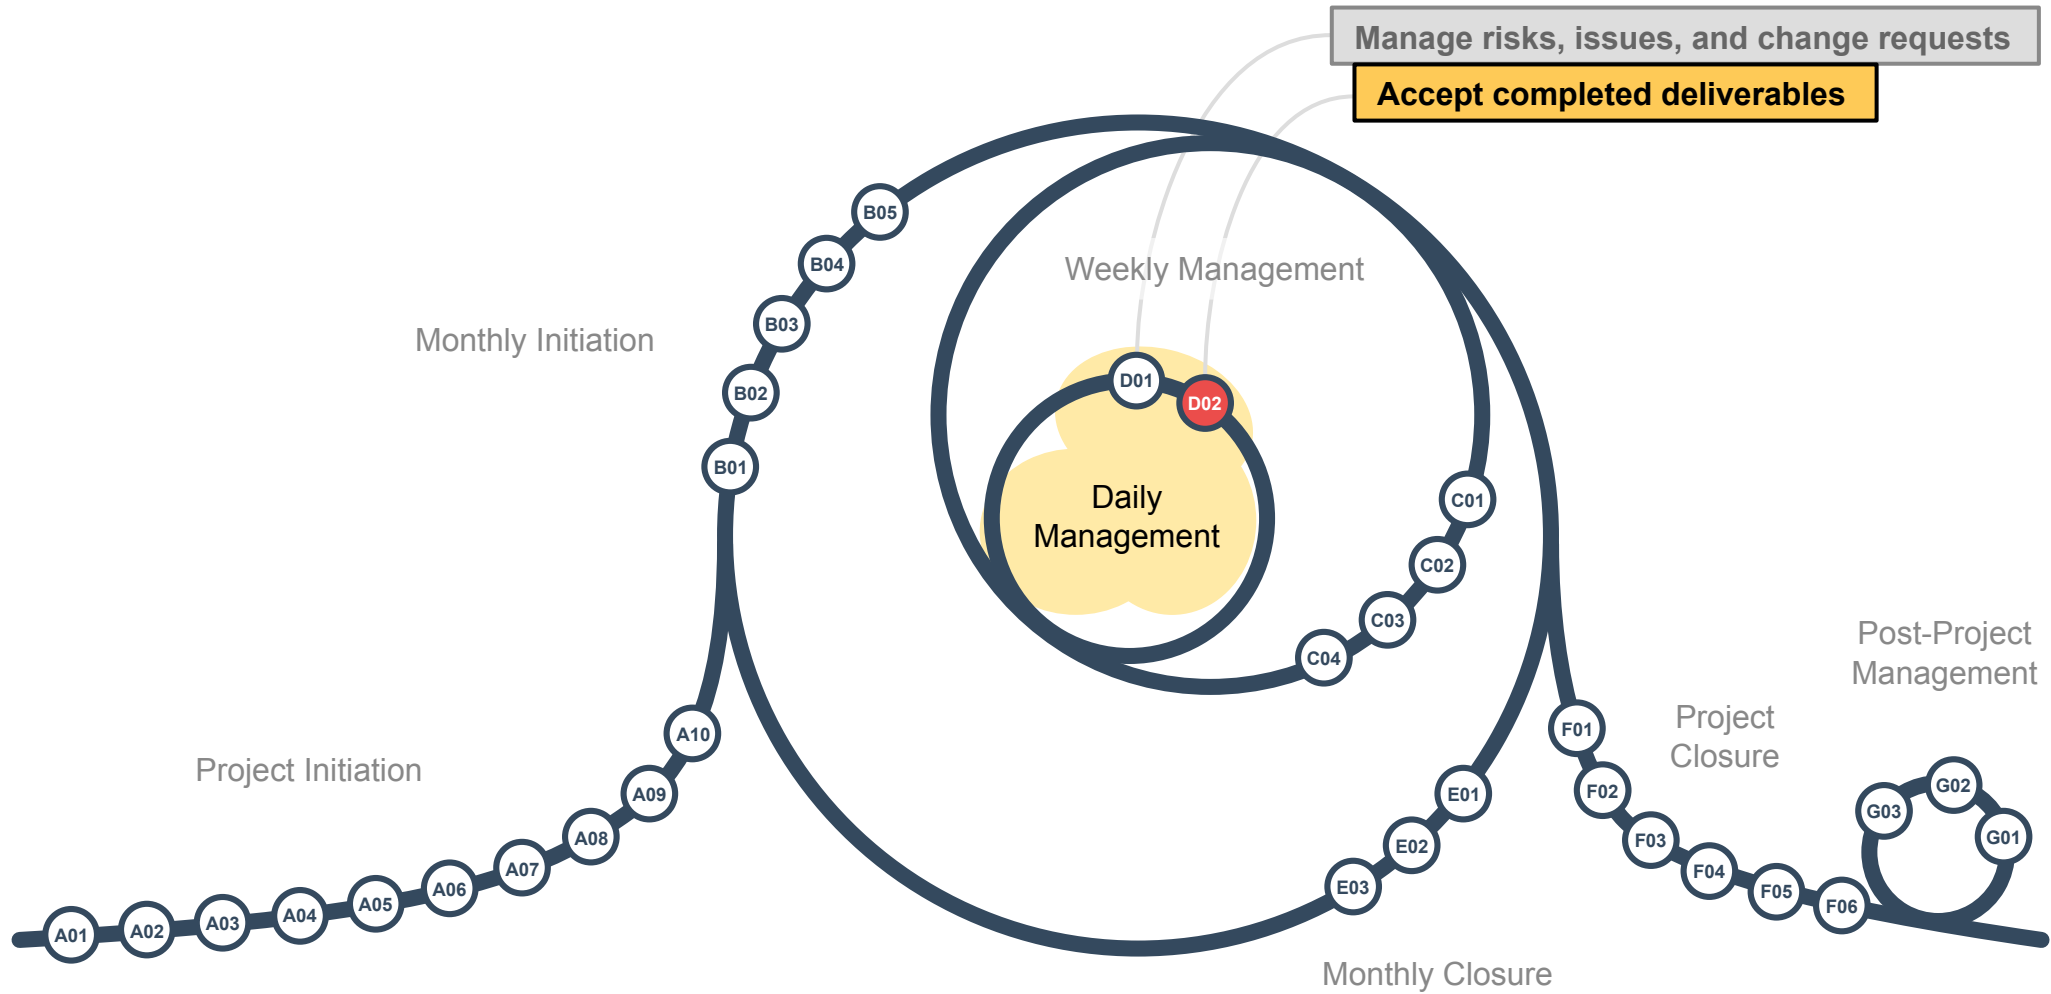 Manage risks, issues, and change requests
Accept completed deliverables
B05
B04
Weekly Management
B03
Monthly Initiation
D01
B02
D02
B01
Daily
Management
C01
C02
C03
C04
Post-Project
Management
A10
F01
Project
Closure
Project Initiation
A09
E01
F02
G02
G03
A08
E02
F03
G01
A07
F04
A06
E03
F05
A05
F06
A04
A03
A02
A01
Monthly Closure